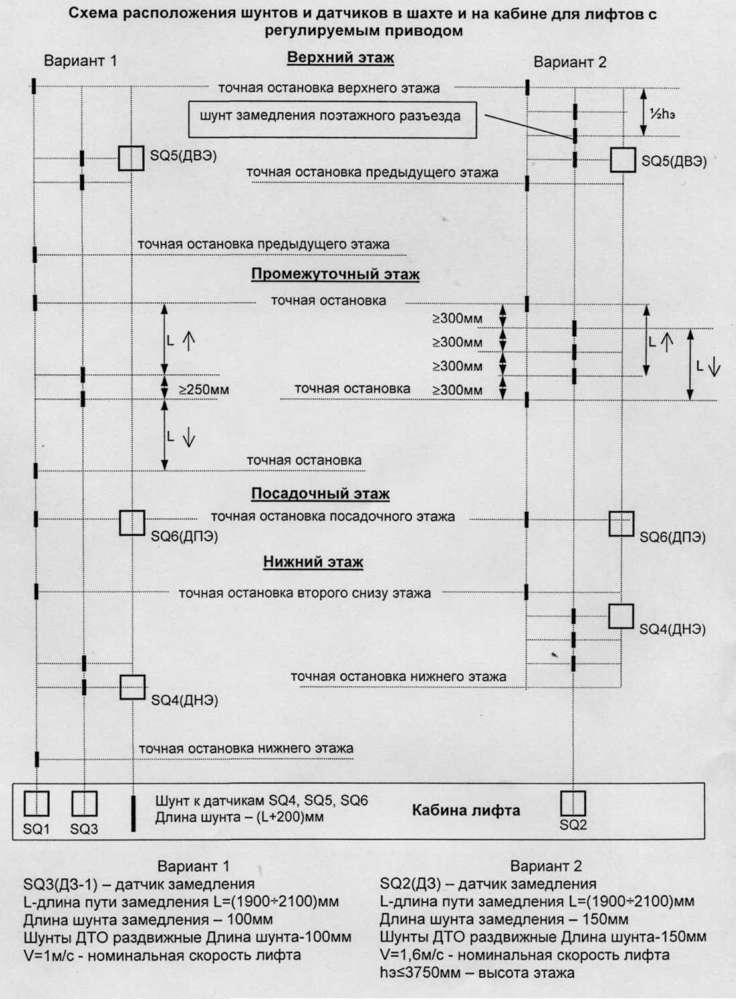 Схема расположения шунтов и датчиков в шахте и на кабине для лифтов с
регулируемым приводом
Вариант 1
Верхний этаж
Вариант 2
точная остановка верхнего этажа
шунт замедления поэтажного разъезда
½hэ
SQ5(ДВЭ)
SQ5(ДВЭ)
точная остановка предыдущего этажа
точная остановка предыдущего этажа
Промежуточный этаж
точная остановка
≥300мм
L ↑
≥300мм
L ↑
≥300мм
L ↓
≥250мм
точная остановка
≥300мм
L ↓
точная остановка
Посадочный этаж
точная остановка посадочного этажа
SQ6(ДПЭ)
SQ6(ДПЭ)
Нижний этаж
точная остановка второго снизу этажа
SQ4(ДНЭ)
точная остановка нижнего этажа
SQ4(ДНЭ)
точная остановка нижнего этажа
Шунт к датчикам SQ4, SQ5, SQ6
Длина шунта – (L+200)мм
Кабина лифта
SQ1
SQ3
SQ2
Вариант 1
SQ3(ДЗ-1) – датчик замедления
L-длина пути замедления L=(1900÷2100)мм
Длина шунта замедления – 100мм
Шунты ДТО раздвижные Длина шунта-100мм
V=1м/с - номинальная скорость лифта
Вариант 2
SQ2(ДЗ) – датчик замедления
L-длина пути замедления L=(1900÷2100)мм
Длина шунта замедления – 150мм
Шунты ДТО раздвижные Длина шунта-150мм
V=1,6м/с - номинальная скорость лифта
hэ≤3750мм – высота этажа